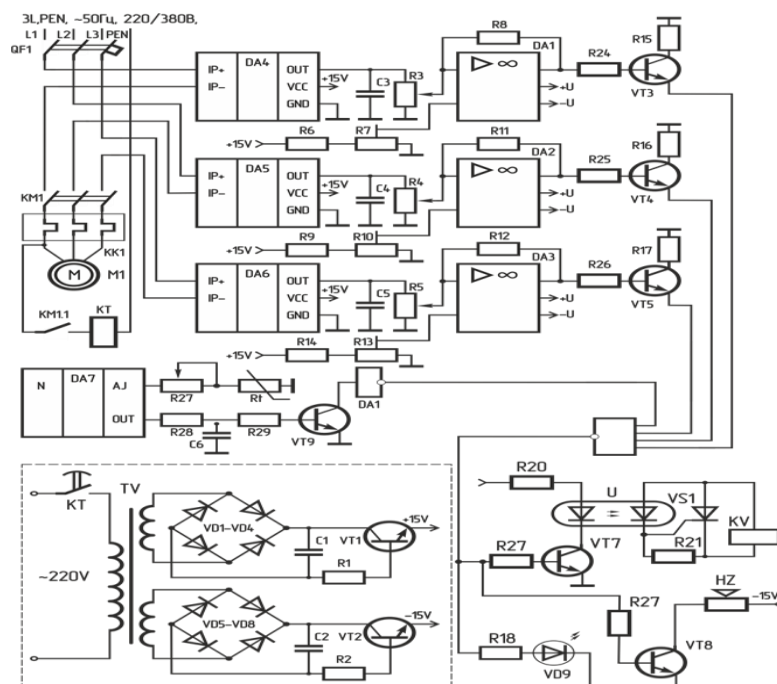 3L,PEN, ~50Гц, 220/380В,
L1 L2 L3 PEN
QF1
DA4
IP+ OUT
IP- VCC
GND
+15V
C3
R3
R8
DA1
▷ ∞
+U
-U
R24
R15
VT3
+15V R6 R7
DA5
IP+ OUT
IP- VCC
GND
+15V
C4
R4
R11
DA2
▷ ∞
+U
-U
R25
R16
VT4
KM1
KK1
M M1
+15V R9 R10
DA6
IP+ OUT
IP- VCC
GND
+15V
C5
R5
R12
DA3
▷ ∞
+U
-U
R26
R17
VT5
KM1.1 KT
+15V R14 R13
N DA7 AJ
OUT
R27 Rt
R28 R29
C6
VT9
DA1
KT
TV
~220V
VD1-VD4
C1
VT1
R1
+15V
VD5-VD8
C2
VT2
R2
-15V
R20
U
VS1
KV
R21
R27
VT7
HZ
-15V
R27
R18
VD9
VT8